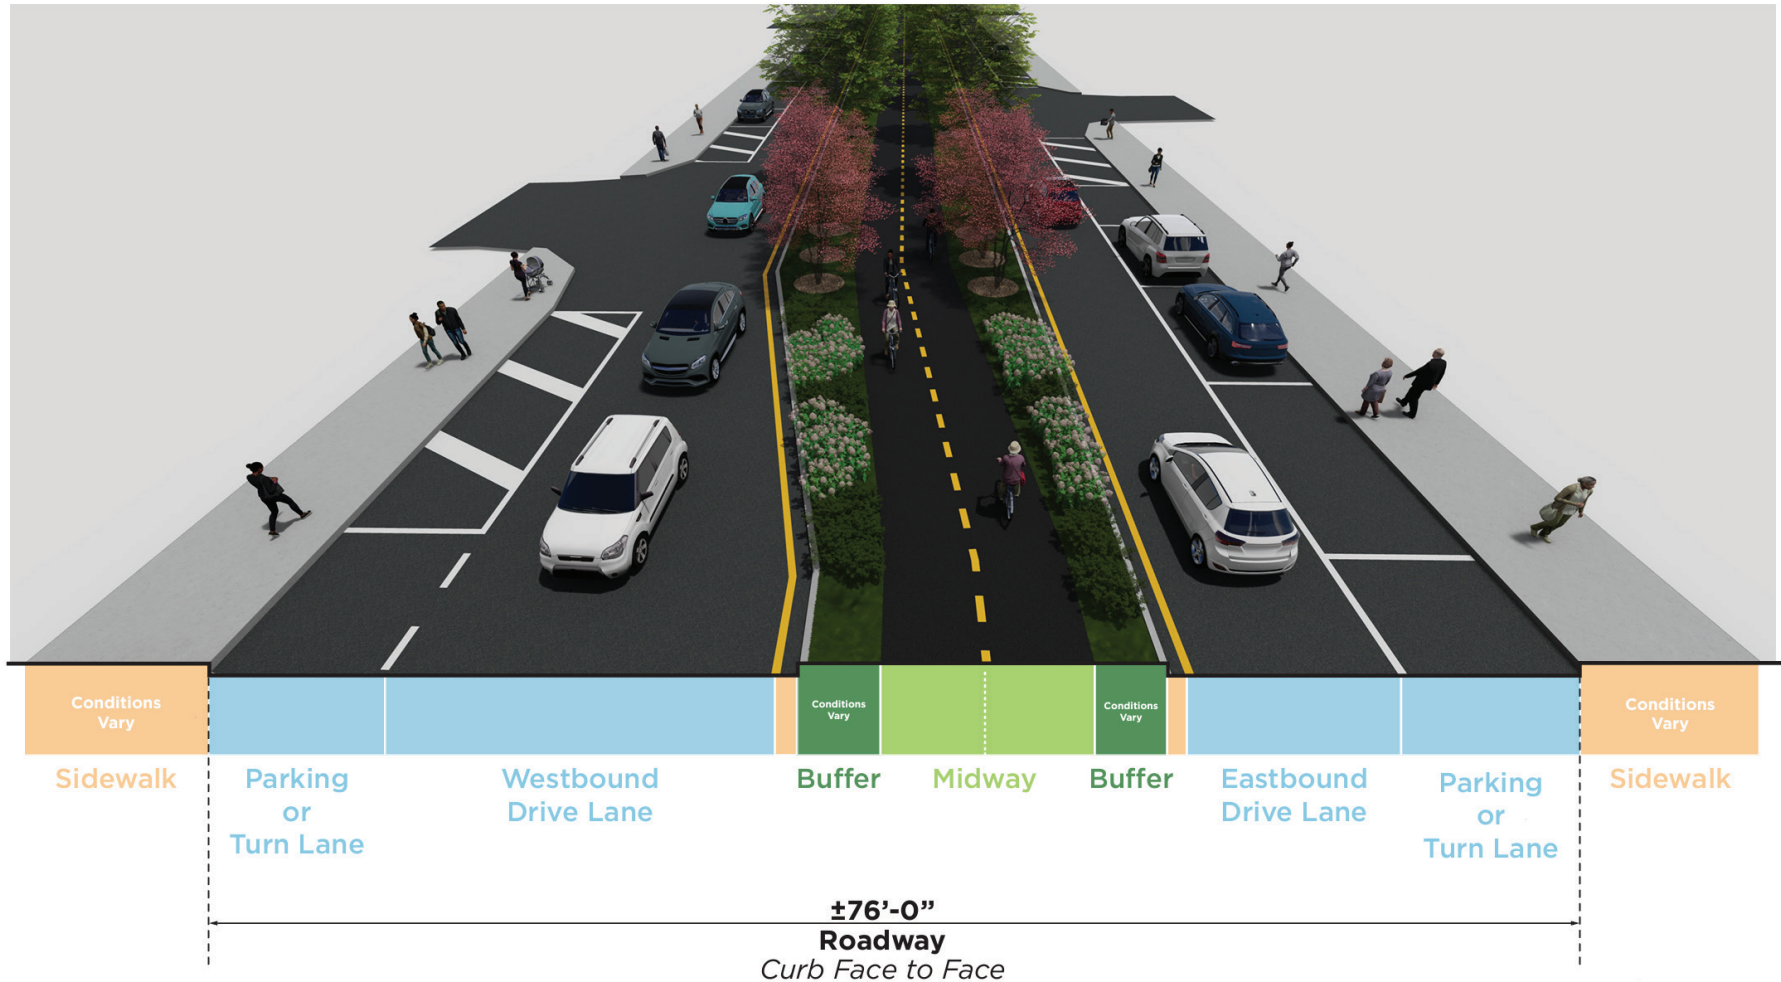 Conditions
Vary
Conditions
Vary
Conditions
Vary
Conditions
Vary
Sidewalk
Parking
or
Turn Lane
Westbound
Drive Lane
Buffer
Midway
Buffer
Eastbound
Drive Lane
Parking
or
Turn Lane
Sidewalk
±76’-0”
Roadway
Curb Face to Face